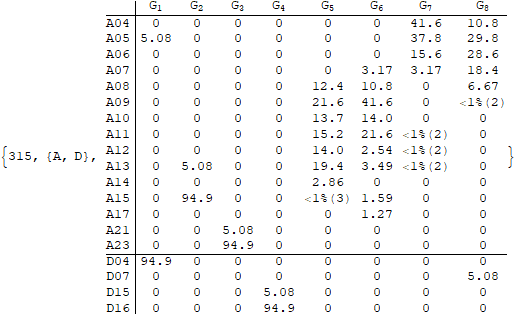 G₁ G₂ G₃ G₄ G₅ G₆ G₇ G₈
A04 0 0 0 0 0 0 41.6 10.8
A05 5.08 0 0 0 0 0 37.8 29.8
A06 0 0 0 0 0 0 15.6 28.6
A07 0 0 0 0 0 3.17 3.17 18.4
A08 0 0 0 0 12.4 10.8 0 6.67
A09 0 0 0 0 21.6 41.6 0 <1%(2)
A10 0 0 0 0 13.7 14.0 0 0
A11 0 0 0 0 15.2 21.6 <1%(2) 0
{315, {A, D}, A12 0 0 0 0 14.0 2.54 <1%(2) 0 }
A13 0 5.08 0 0 19.4 3.49 <1%(2) 0
A14 0 0 0 0 2.86 0 0 0
A15 0 94.9 0 0 <1%(3) 1.59 0 0
A17 0 0 0 0 0 1.27 0 0
A21 0 0 5.08 0 0 0 0 0
A23 0 0 94.9 0 0 0 0 0
D04 94.9 0 0 0 0 0 0 0
D07 0 0 0 0 0 0 0 5.08
D15 0 0 0 5.08 0 0 0 0
D16 0 0 0 94.9 0 0 0 0